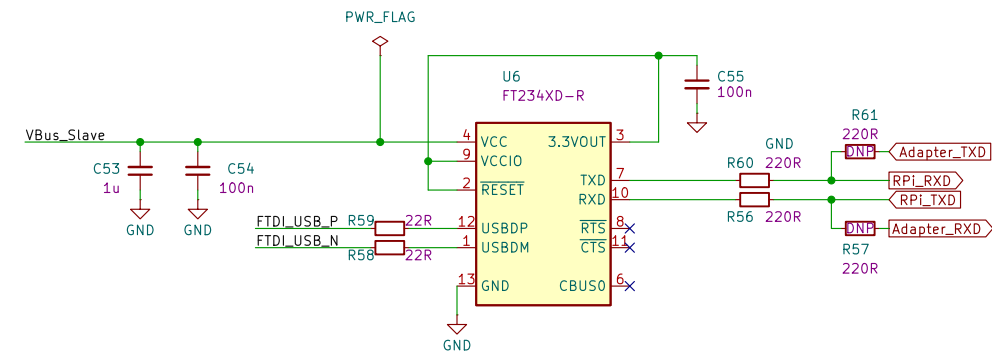 PWR_FLAG
U6
FT234XD-R
C55
100n
VBus_Slave
C53
1u
C54
100n
GND
GND
4 VCC
9 VCCIO
2 RESET
12 USBDP
1 USBDM
13 GND
3.3VOUT 3
TXD 7
RXD 10
RTS 8
CTS 11
CBUS0 6
FTDI_USB_P
R59 22R
FTDI_USB_N
R58 22R
GND
GND
R60 220R
R56 220R
R61
220R
DNP
Adapter_TXD
RPi_RXD
RPi_TXD
DNP
Adapter_RXD
R57
220R